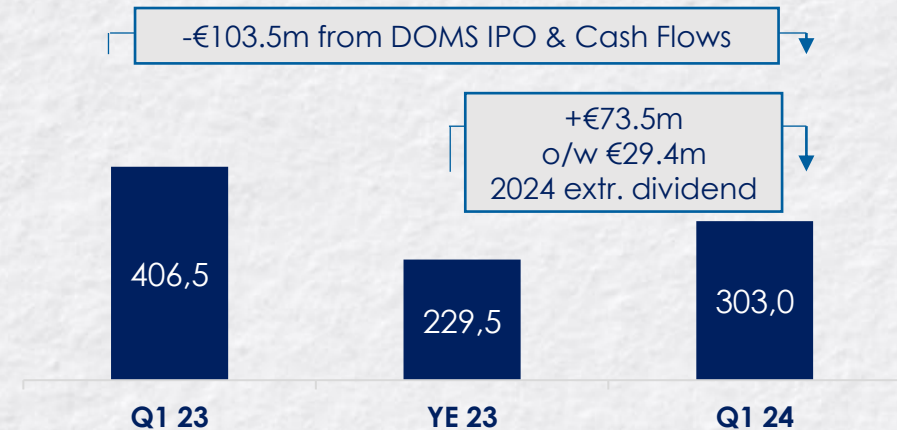 -€103.5m from DOMS IPO & Cash Flows
+€73.5m
o/w €29.4m
2024 extr. dividend
406,5
229,5
303,0
Q1 23
YE 23
Q1 24